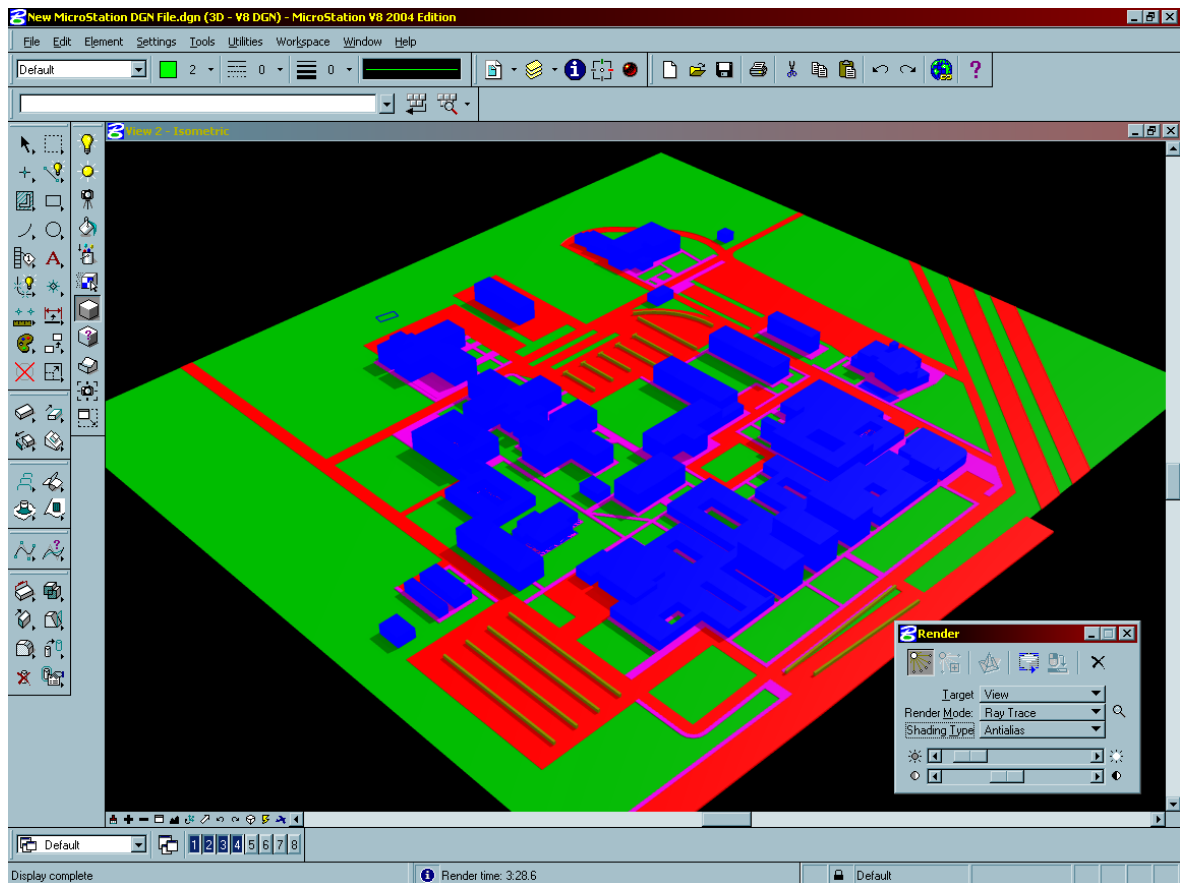 New MicroStation DGN File.dgn (3D - V8 DGN) - MicroStation V8 2004 Edition
File Edit Element Settings Tools Utilities Workspace Window Help
Default 2 0 0
View 2 - Isometric
Render
Target View
Render Mode: Ray Trace
Shading Type Antialias
Default 1 2 3 4 5 6 7 8
Display complete Render time: 3:28.6 Default